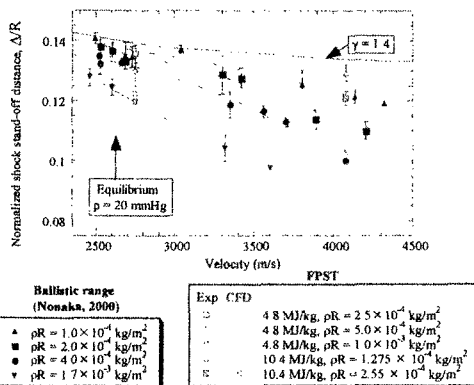 Normalized shock stand-off distance, Δ/R
0.14
0.12
0.1
0.08
γ = 1.4
Equilibrium
ρ = 20 mmHg
2500
3000
3500
4000
4500
Velocity (m/s)
FPST
Ballistic range
(Nonaka, 2000)
▲ ρR = 1.0×10⁻⁴ kg/m²
■ ρR = 2.0×10⁻⁴ kg/m²
● ρR = 4.0×10⁻⁴ kg/m²
▼ ρR = 1.7×10⁻³ kg/m²
Exp CFD
4.8 MJ/kg, ρR = 2.5×10⁻⁴ kg/m²
4.8 MJ/kg, ρR = 5.0×10⁻⁴ kg/m²
4.8 MJ/kg, ρR = 1.0×10⁻³ kg/m²
10.4 MJ/kg, ρR = 1.275 × 10⁻⁴ kg/m²
10.4 MJ/kg, ρR = 2.55 × 10⁻⁴ kg/m²